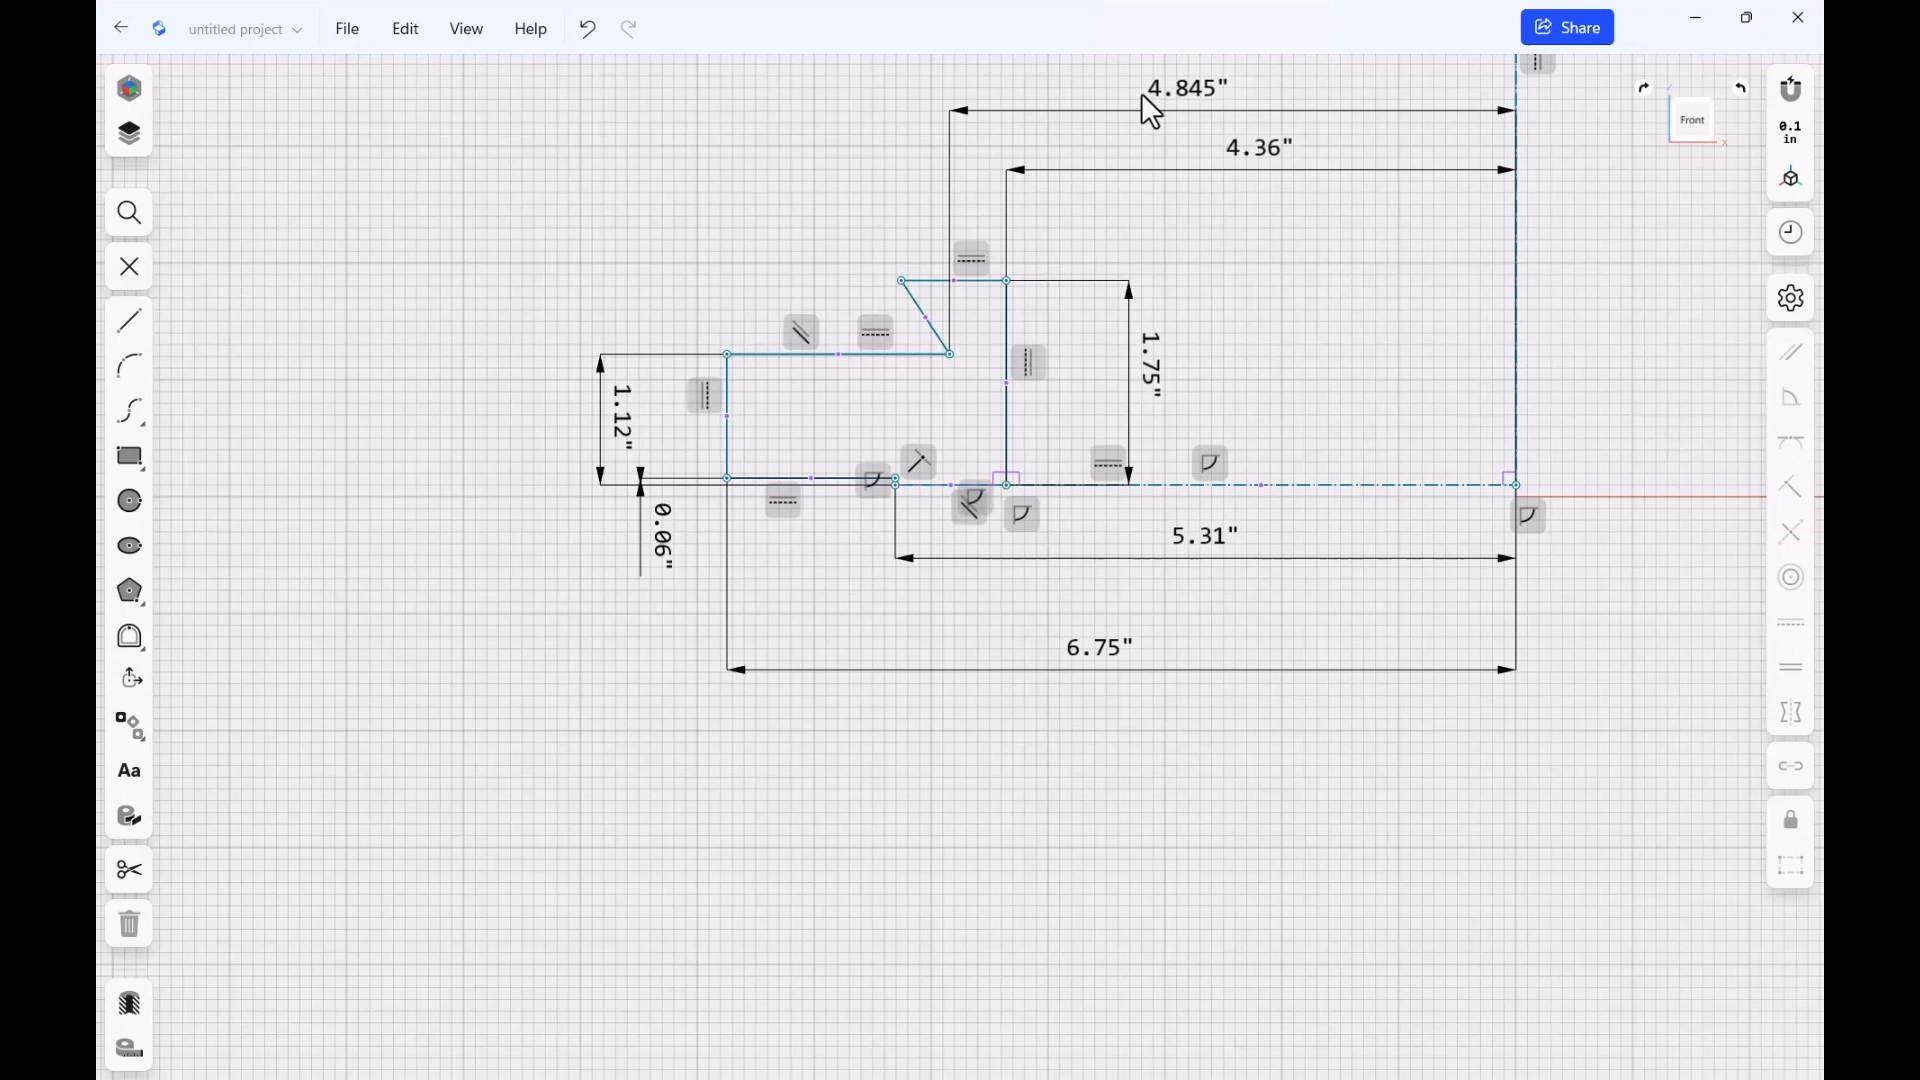 untitled project File Edit View Help Share
4.845"
4.36"
Front
x
0.1
in
1.75"
1.12"
0.06"
5.31"
6.75"
Aa